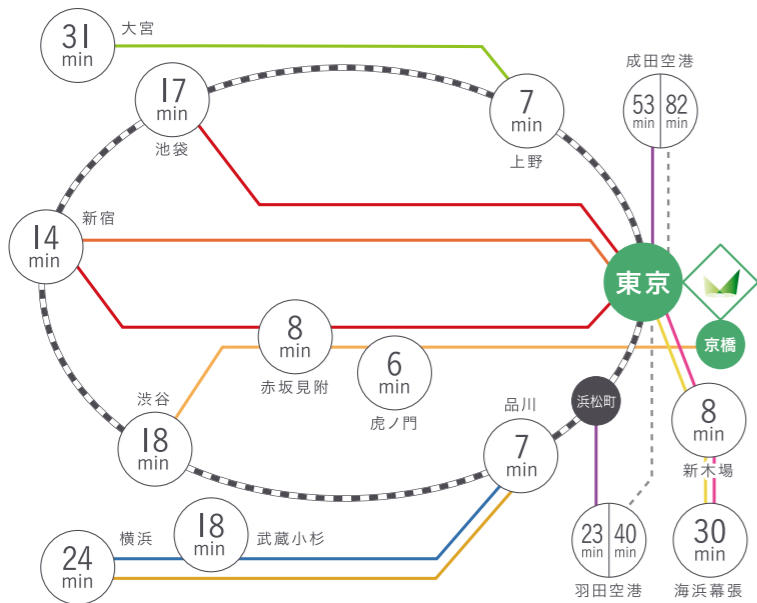 31
min
大宮
17
min
池袋
7
min
上野
成田空港
53
min
82
min
新宿
14
min
東京
京橋
8
min
赤坂見附
6
min
虎ノ門
浜松町
渋谷
18
min
品川
7
min
8
min
新木場
横浜
24
min
18
min
武蔵小杉
23
min
40
min
羽田空港
30
min
海浜幕張